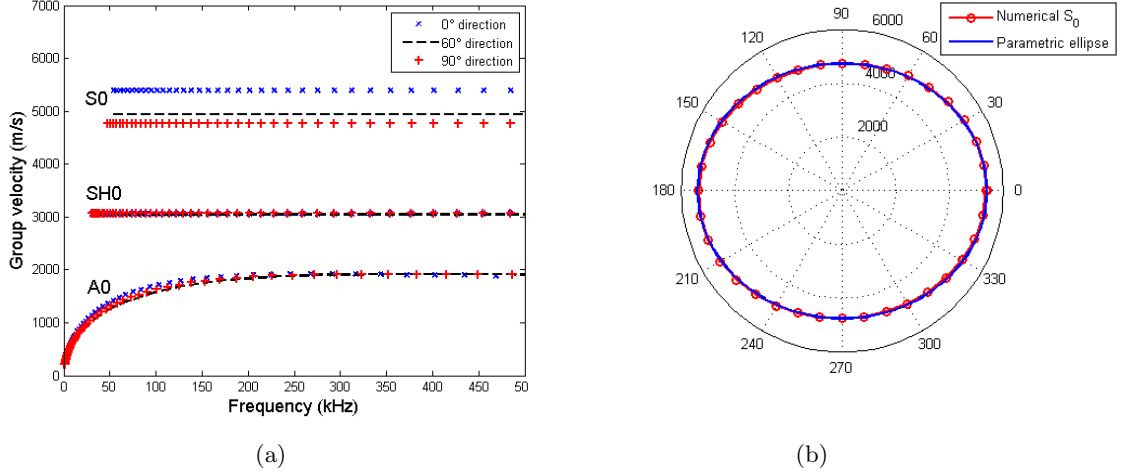 7000
6000
5000
4000
3000
2000
1000
0
Group velocity (m/s)
0 50 100 150 200 250 300 350 400 450 500
Frequency (kHz)
0° direction
60° direction
90° direction
S0
SH0
A0
(a)
Numerical S0
Parametric ellipse
90
6000
60
120
4000
150
30
2000
180
0
210
330
240
300
270
(b)